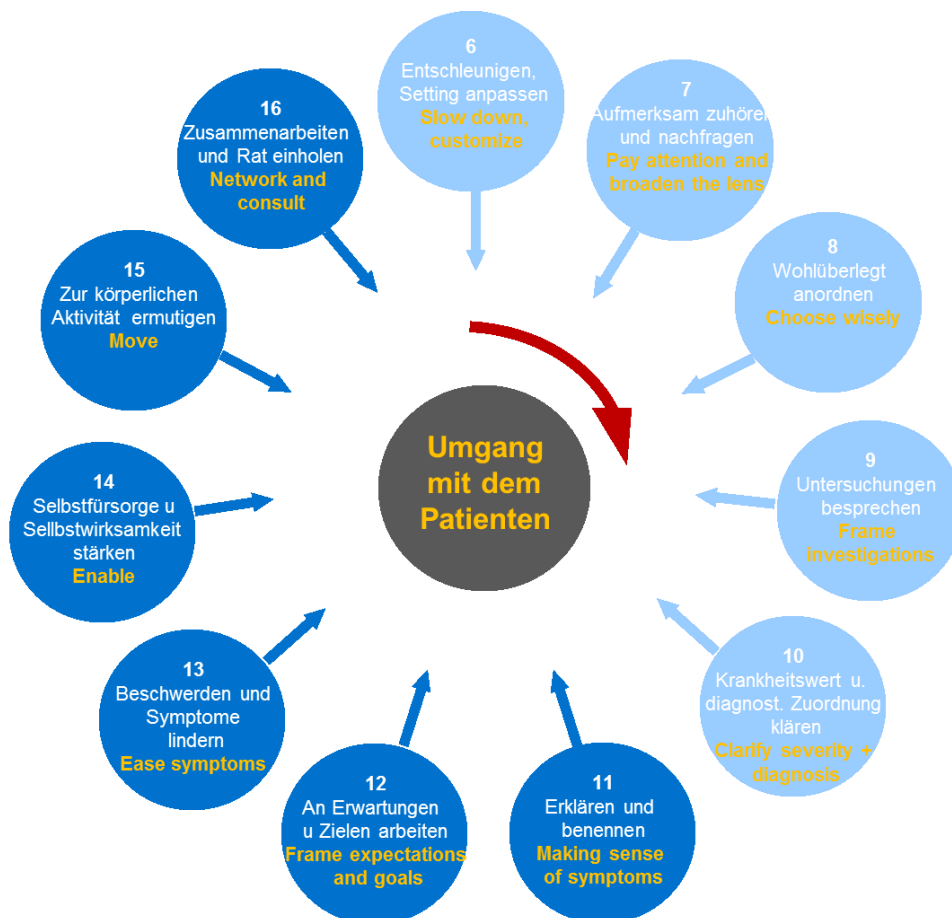 6
Entschleunigen,
Setting anpassen
Slow down,
customize
7
Aufmerksam zuhören
und nachfragen
Pay attention and
broaden the lens
8
Wohlüberlegt
anordnen
Choose wisely
9
Untersuchungen
besprechen
Frame
investigations
10
Krankheitswert u.
diagnost. Zuordnung
klären
Clarify severity +
diagnosis
11
Erklären und
benennen
Making sense
of symptoms
12
An Erwartungen
u Zielen arbeiten
Frame expectations
and goals
13
Beschwerden und
Symptome
lindern
Ease symptoms
14
Selbstfürsorge u
Sellbstwirksamkeit
stärken
Enable
15
Zur körperlichen
Aktivität ermutigen
Move
16
Zusammenarbeiten
und Rat einholen
Network and
consult
Umgang
mit dem
Patienten